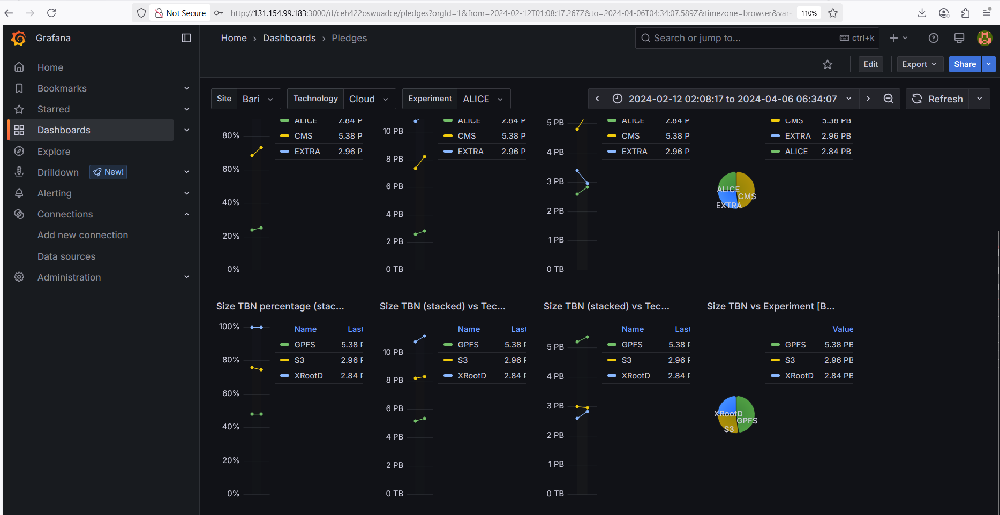 Not Secure
http://131.154.99.183:3000/d/ceh422oswuadce/pledges?orgId=1&from=2024-02-12T01:08:17.267Z&to=2024-04-06T04:34:07.589Z&timezone=browser&var-
110%
Grafana
Home › Dashboards › Pledges
Search or jump to...
ctrl+k
Edit
Export
Share
Home
Bookmarks
Starred
Dashboards
Explore
Drilldown
New!
Alerting
Connections
Add new connection
Data sources
Administration
Site
Bari
Technology
Cloud
Experiment
ALICE
2024-02-12 02:08:17 to 2024-04-06 06:34:07
Refresh
80%
60%
40%
20%
0%
ALICE 2.84 P
CMS 5.38 P
EXTRA 2.96 P
10 PB
8 PB
6 PB
4 PB
2 PB
0 TB
ALICE 2.84 P
CMS 5.38 P
EXTRA 2.96 P
5 PB
4 PB
3 PB
2 PB
1 PB
0 TB
ALICE 2.84 P
CMS 5.38 P
EXTRA 2.96 P
CMS 5.38 PB
EXTRA 2.96 PB
ALICE 2.84 PB
ALICE
CMS
EXTRA
Size TBN percentage (stac...
100%
80%
60%
40%
20%
0%
Name Last
GPFS 5.38 P
S3 2.96 P
XRootD 2.84 P
Size TBN (stacked) vs Tec...
10 PB
8 PB
6 PB
4 PB
2 PB
0 TB
Name Last
GPFS 5.38 P
S3 2.96 P
XRootD 2.84 P
Size TBN (stacked) vs Tec...
5 PB
4 PB
3 PB
2 PB
1 PB
0 TB
Name Last
GPFS 5.38 P
S3 2.96 P
XRootD 2.84 P
Size TBN vs Experiment [B...
Value
GPFS 5.38 PB
S3 2.96 PB
XRootD 2.84 PB
XRootD
GPFS
S3